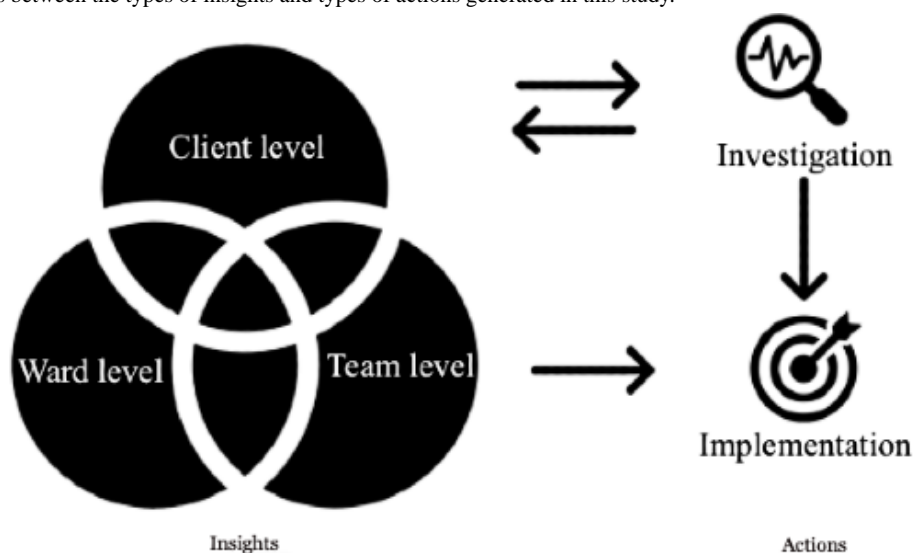 s between the types of insights and types of actions generated in this study.
Client level
Investigation
Ward level
Team level
Implementation
Insights
Actions